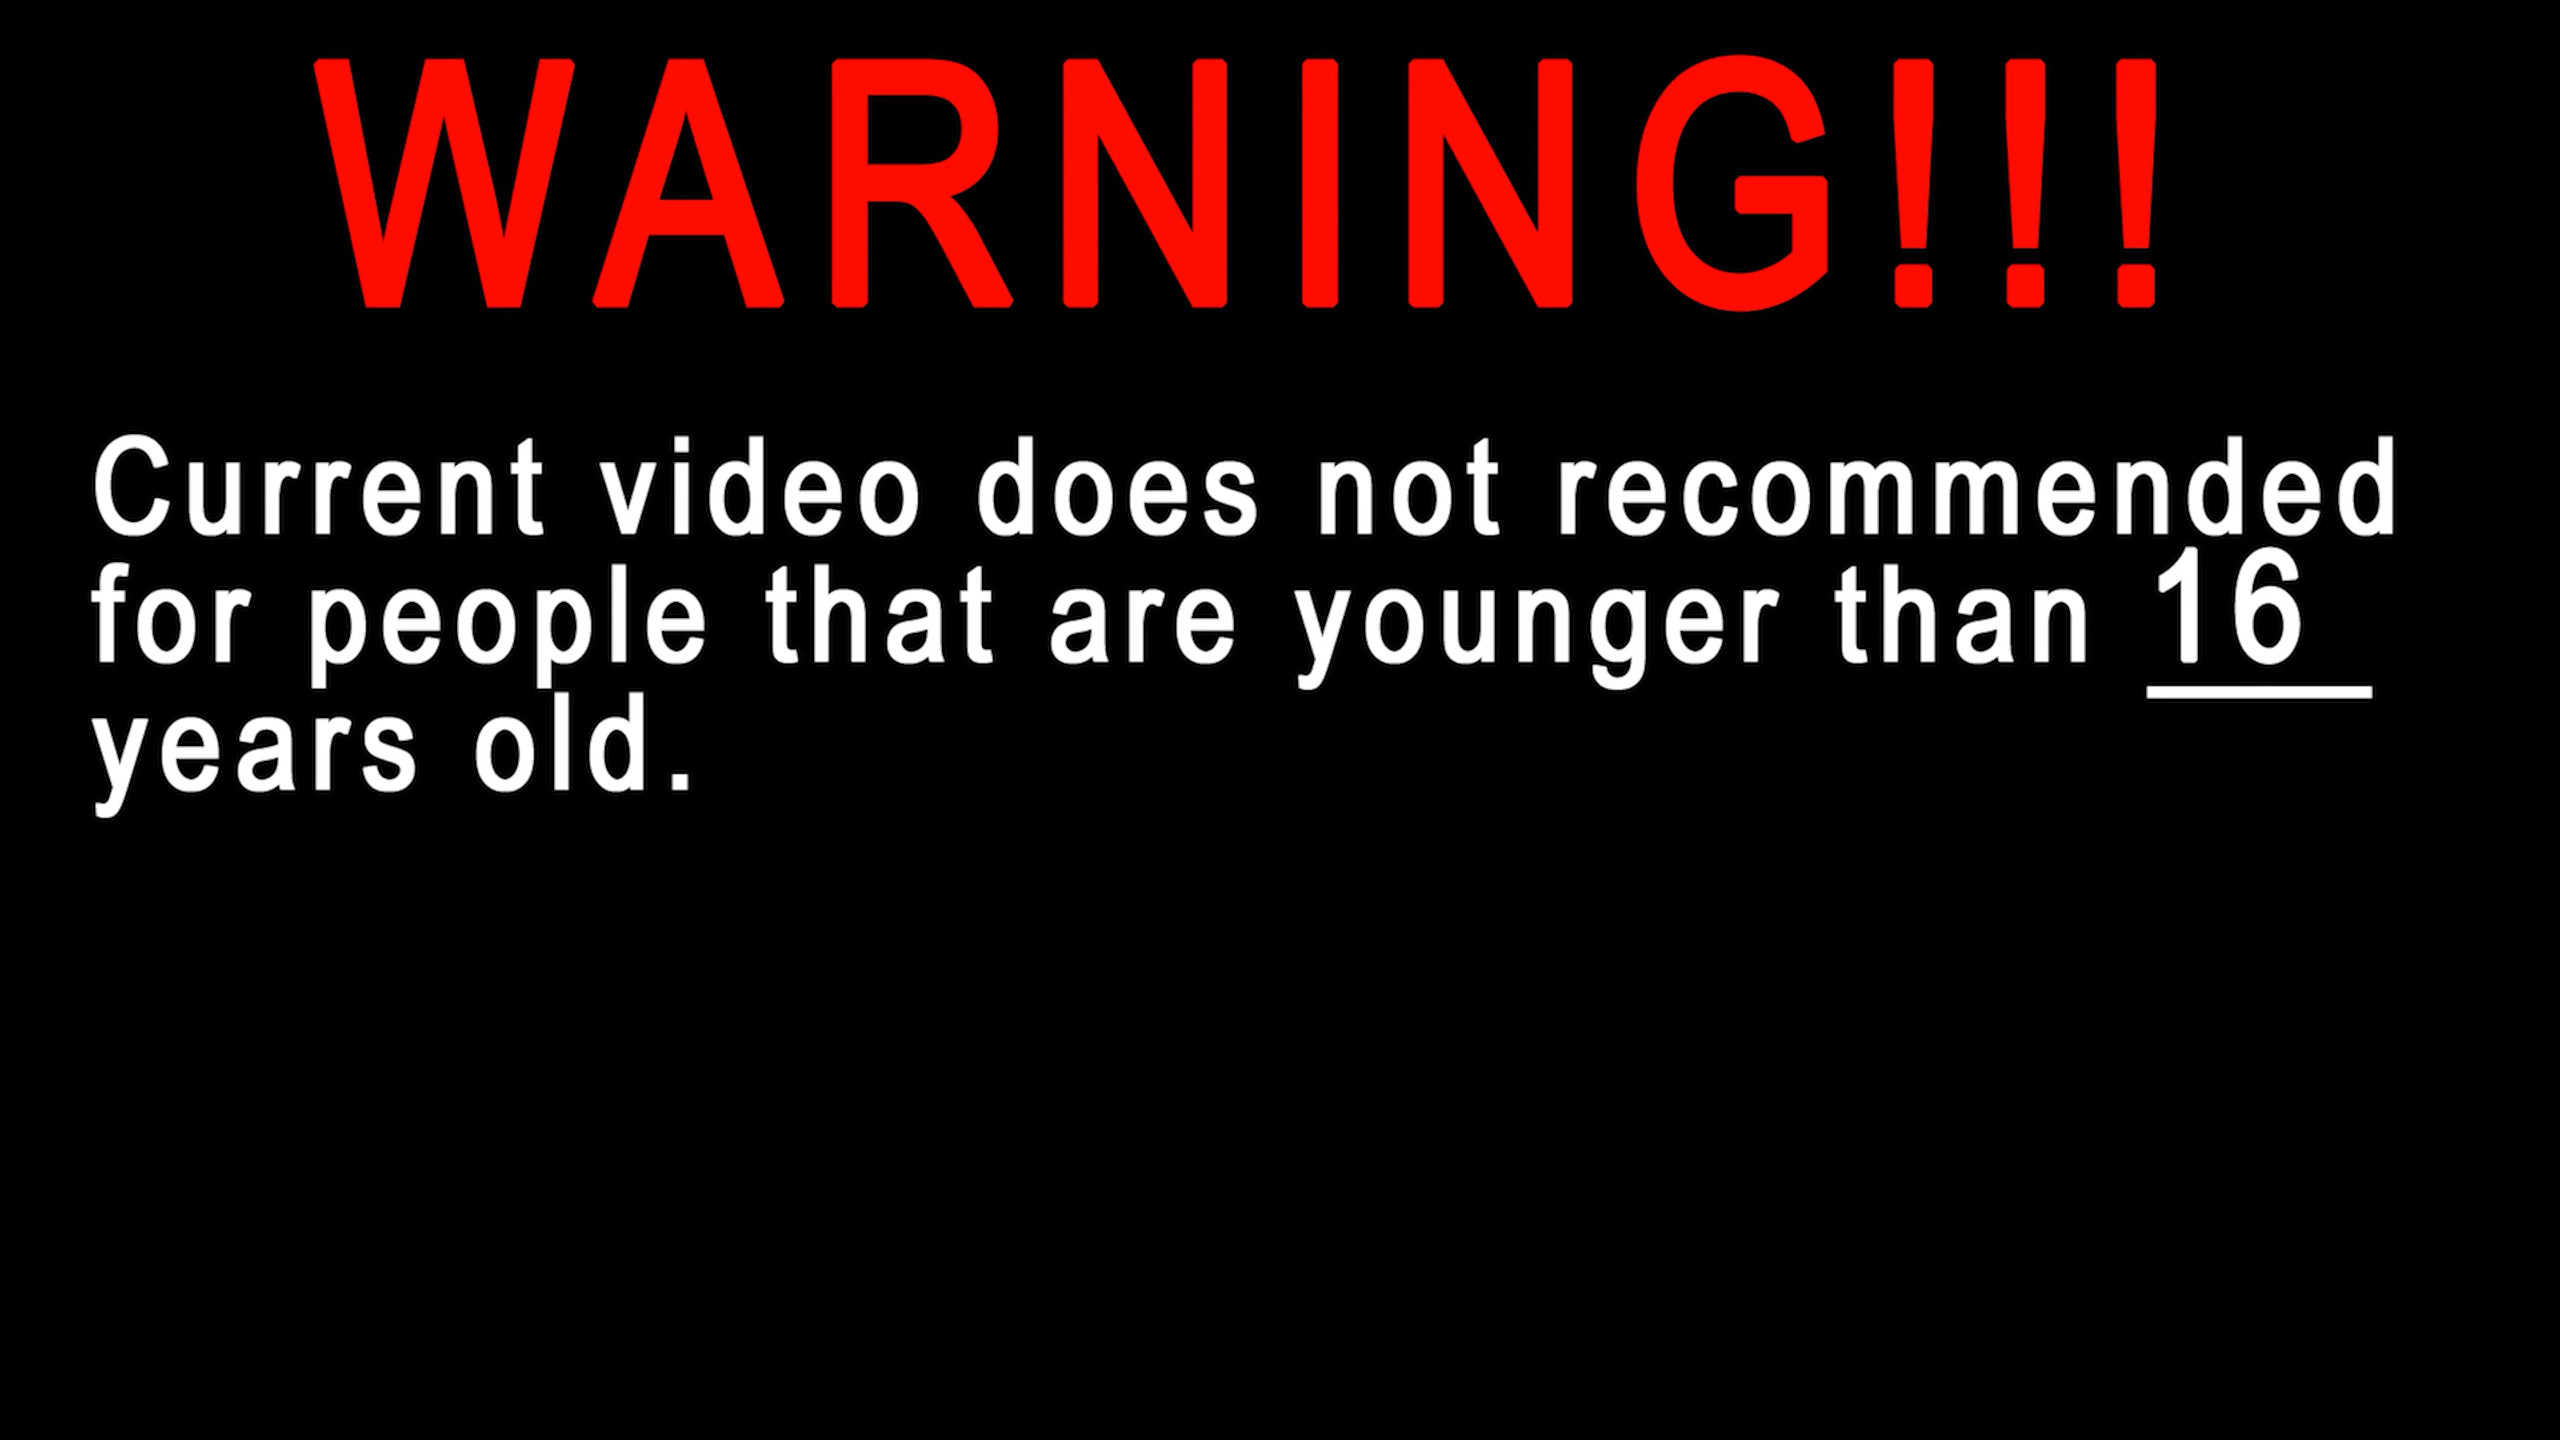 WARNING!!!
Current video does not recommended
for people that are younger than 16
years old.